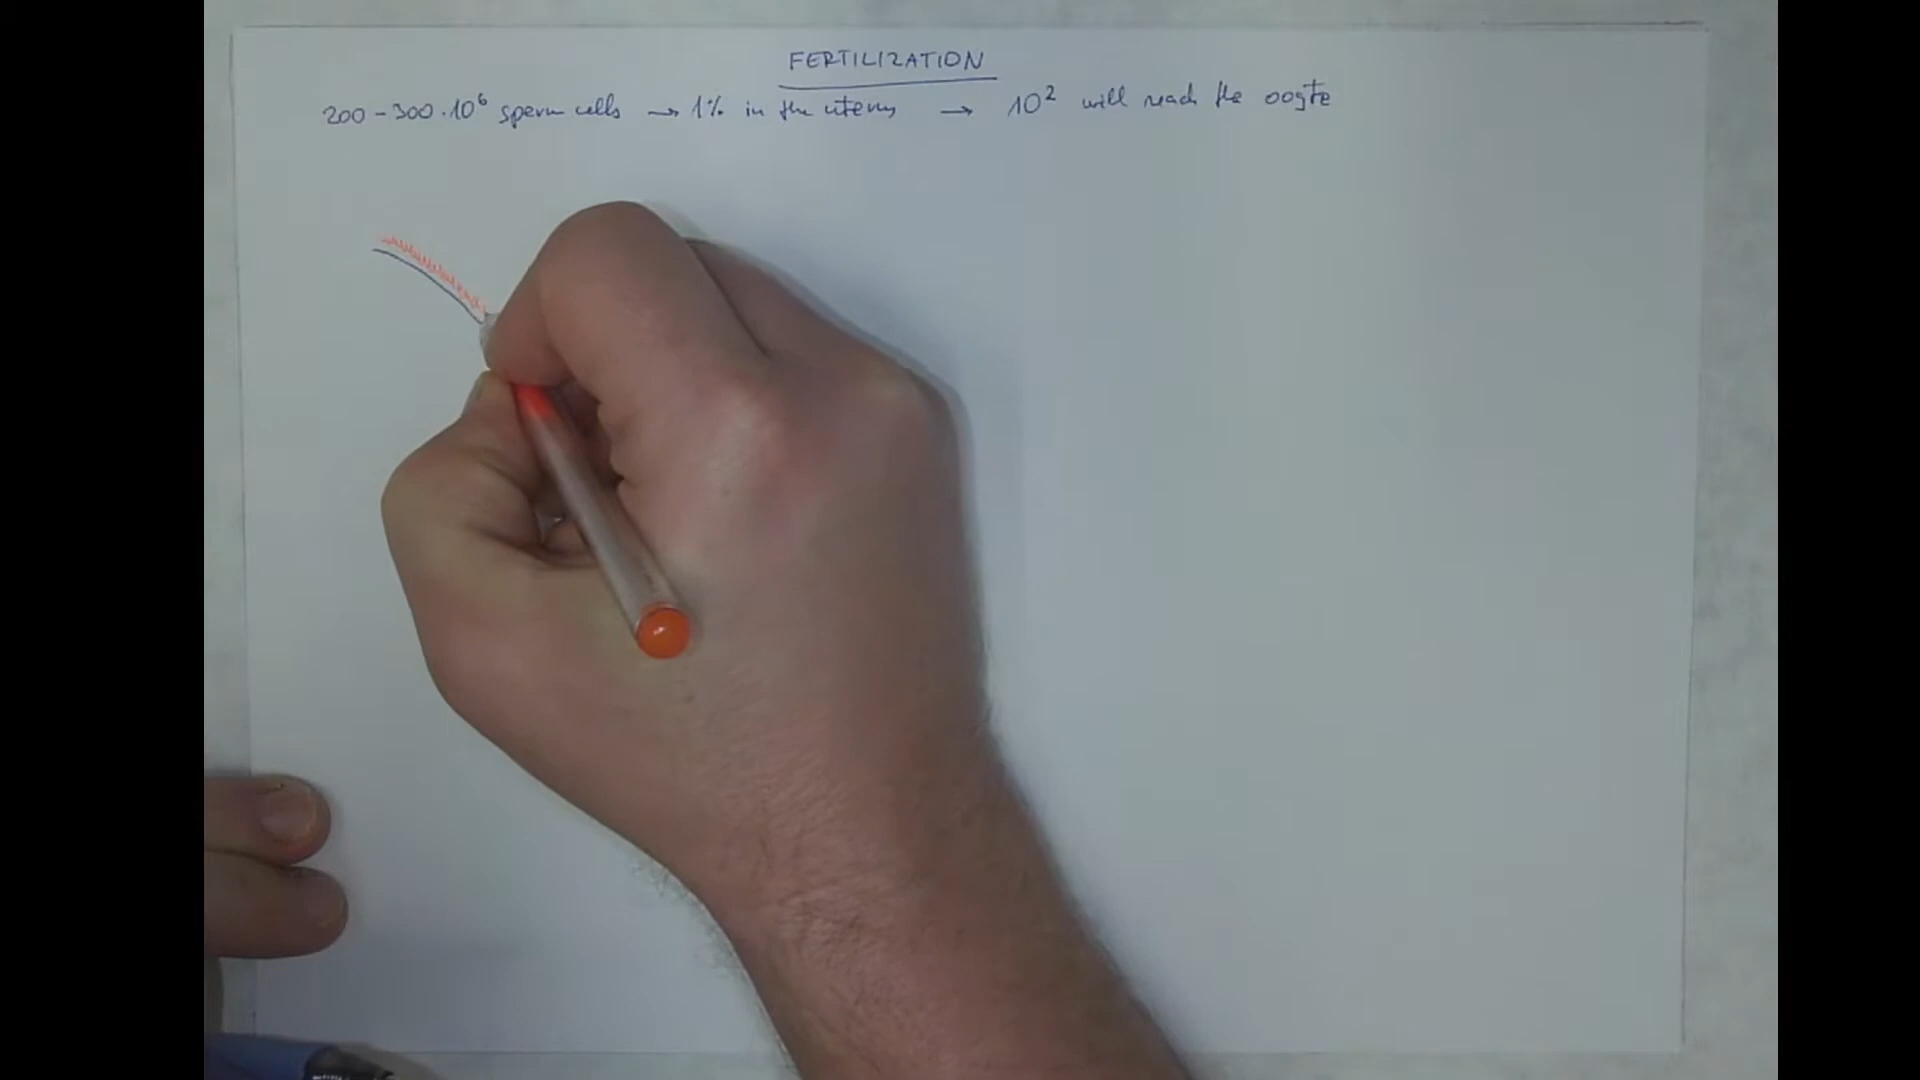 FERTILIZATION
200-300·10⁶ sperm cells → 1% in the uterus → 10² will reach the oocyte